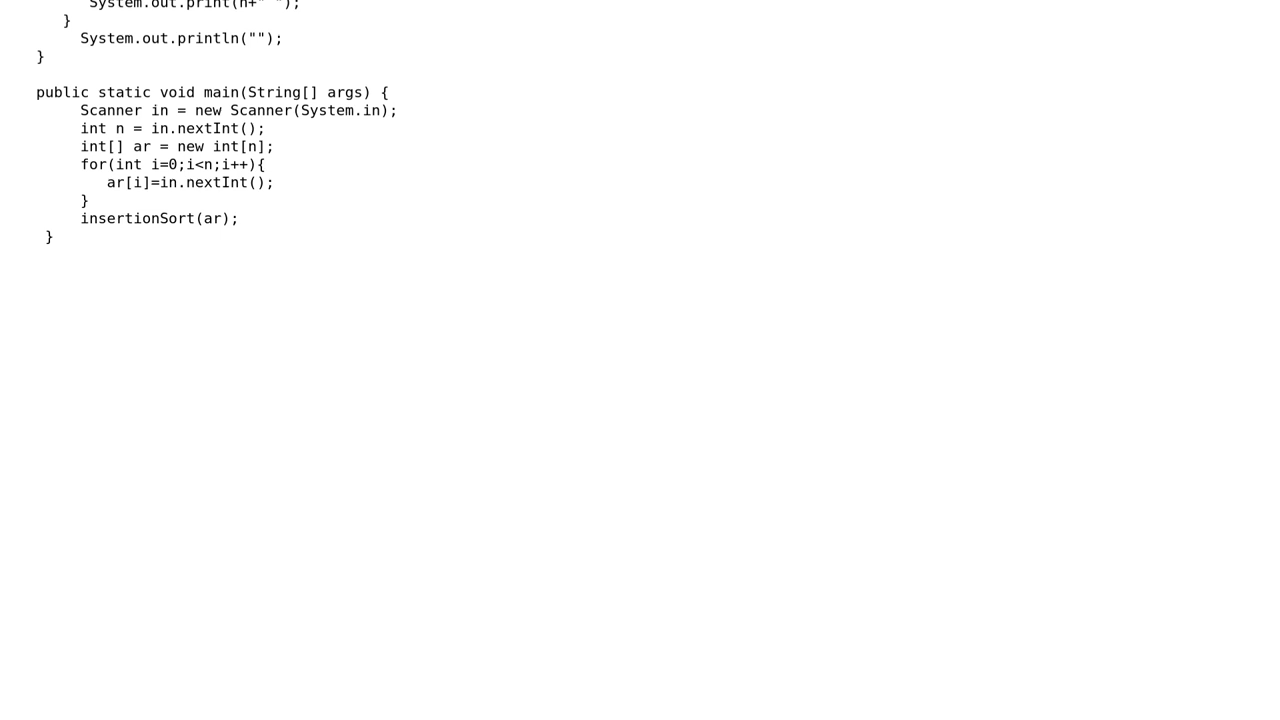 System.out.print(n+" ");
   }
     System.out.println("");
}

public static void main(String[] args) {
     Scanner in = new Scanner(System.in);
     int n = in.nextInt();
     int[] ar = new int[n];
     for(int i=0;i<n;i++){
        ar[i]=in.nextInt();
     }
     insertionSort(ar);
 }